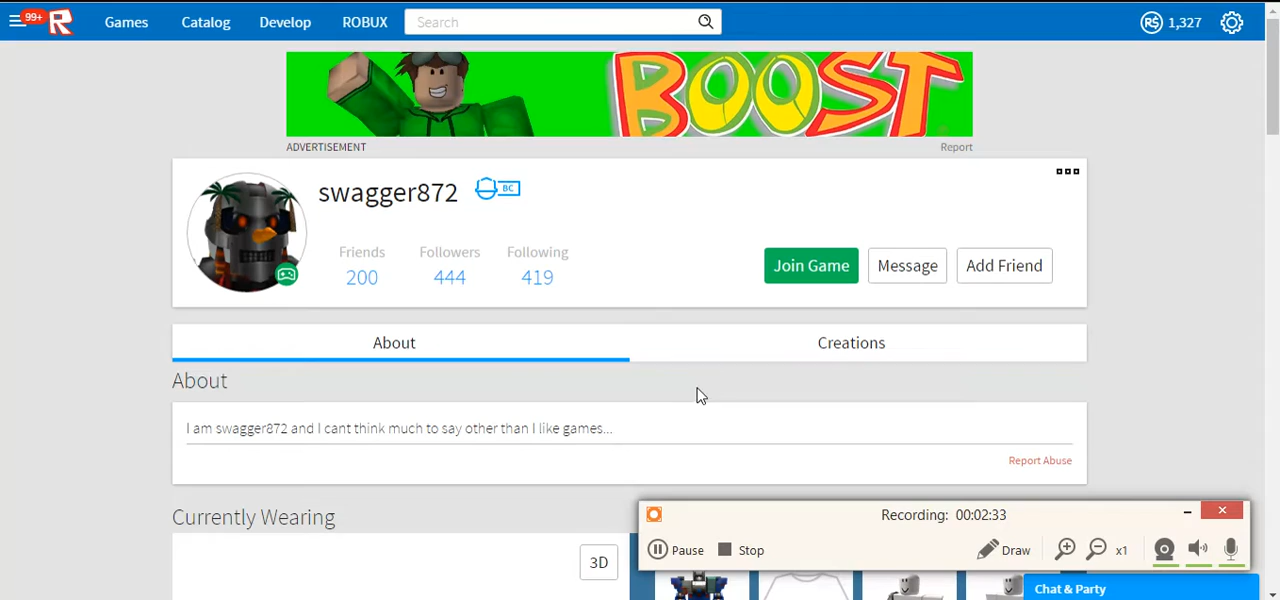 99+ R Games Catalog Develop ROBUX Search R$ 1,327
BOOST
ADVERTISEMENT Report
swagger872 BC
Friends Followers Following
200 444 419
Join Game Message Add Friend
About Creations
About
I am swagger872 and I cant think much to say other than I like games...
Report Abuse
Currently Wearing
Recording: 00:02:33
Pause Stop Draw x1
3D
Chat & Party